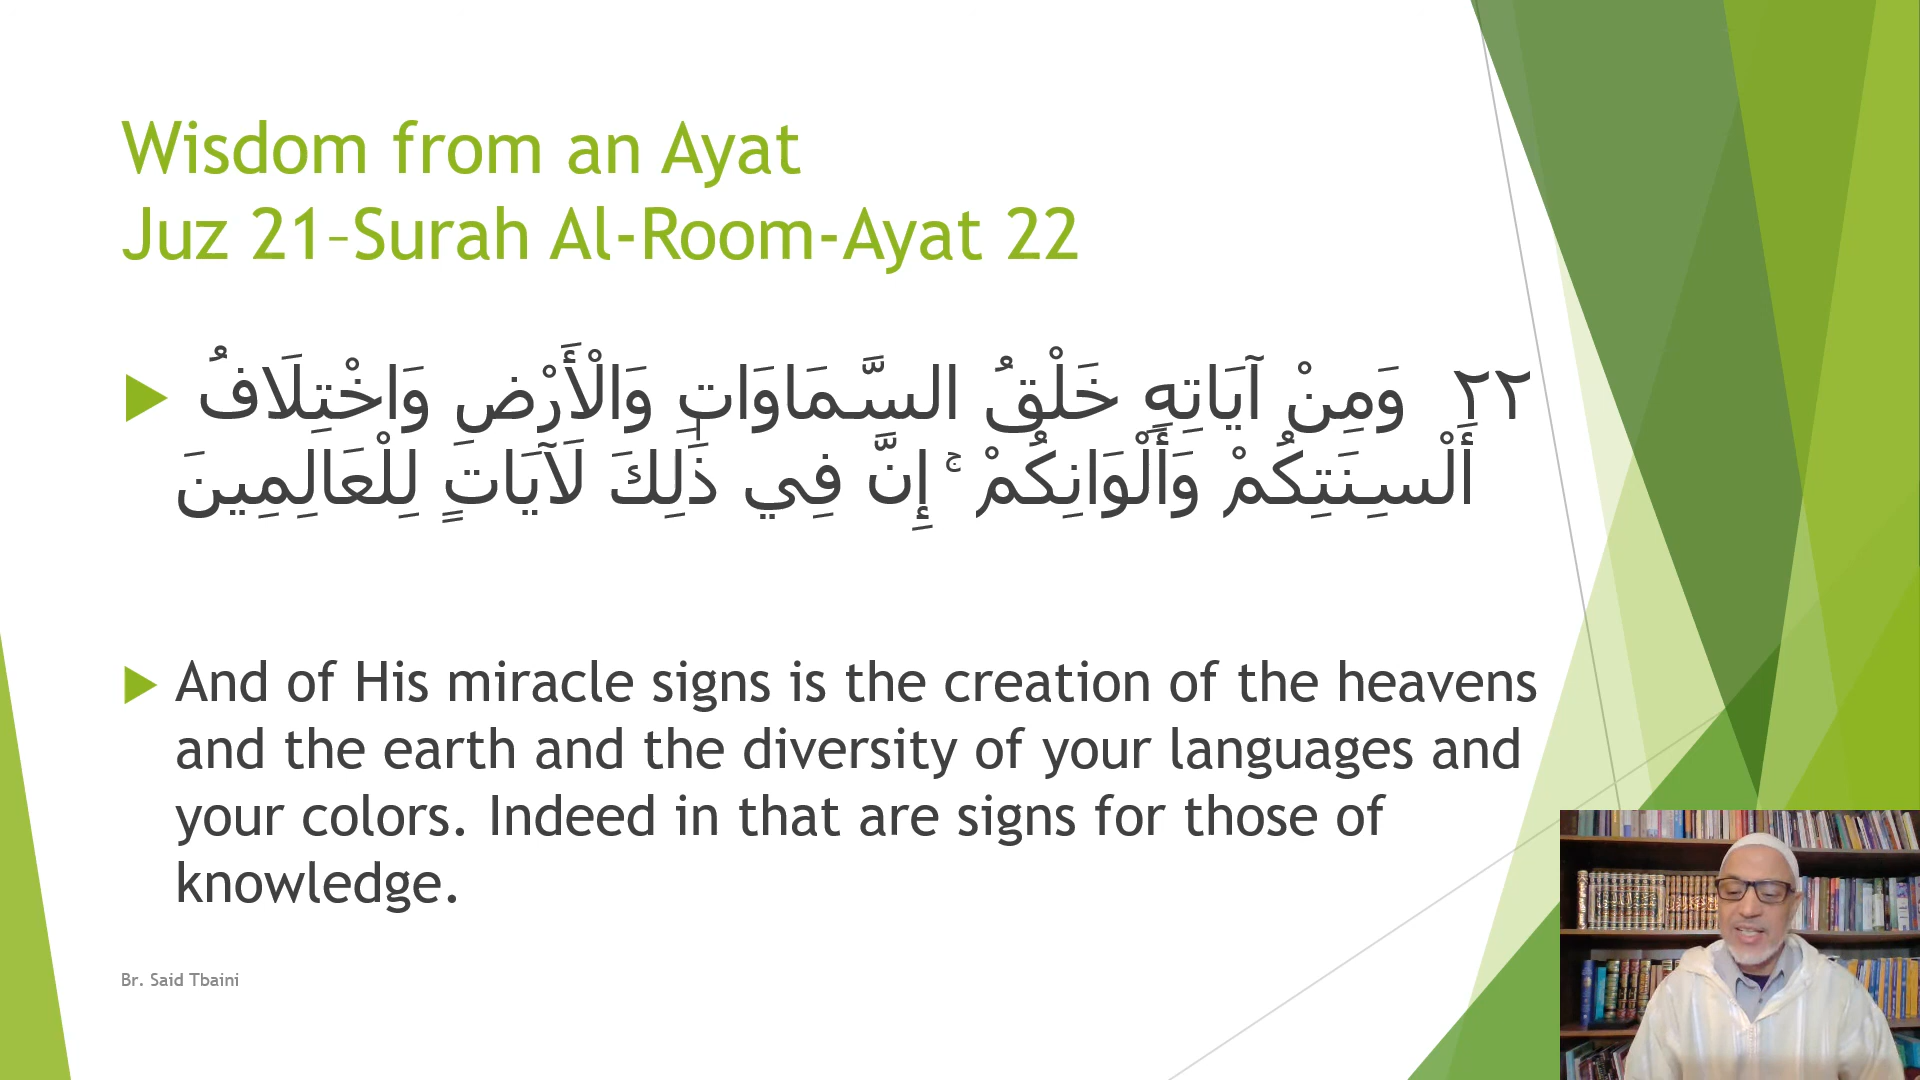 Wisdom from an Ayat
Juz 21–Surah Al-Room-Ayat 22
٢٢ وَمِنْ آيَاتِهِ خَلْقُ السَّمَاوَاتِ وَالْأَرْضِ وَاخْتِلَافُ
أَلْسِنَتِكُمْ وَأَلْوَانِكُمْ ۚ إِنَّ فِي ذَٰلِكَ لَآيَاتٍ لِلْعَالِمِينَ
And of His miracle signs is the creation of the heavens
and the earth and the diversity of your languages and
your colors. Indeed in that are signs for those of
knowledge.
Br. Said Tbaini